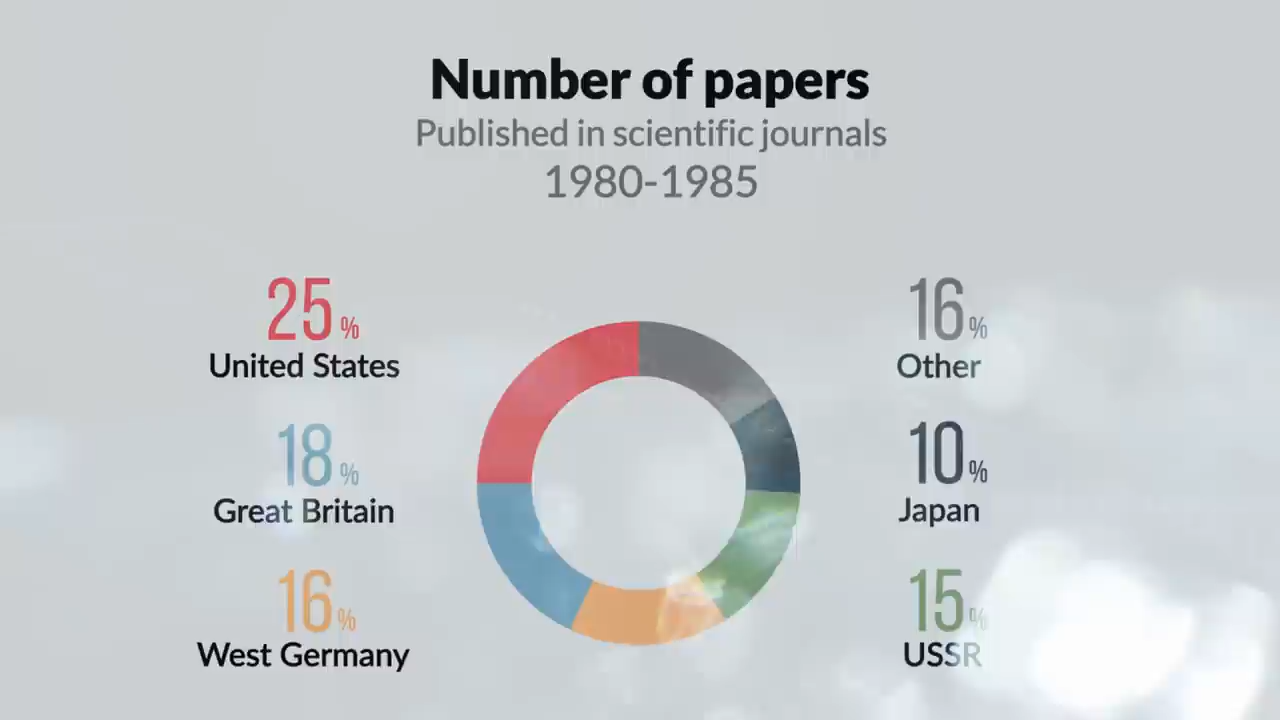 Number of papers
Published in scientific journals
1980-1985
25 %
United States
18 %
Great Britain
16 %
West Germany
16 %
Other
10 %
Japan
15 %
USSR